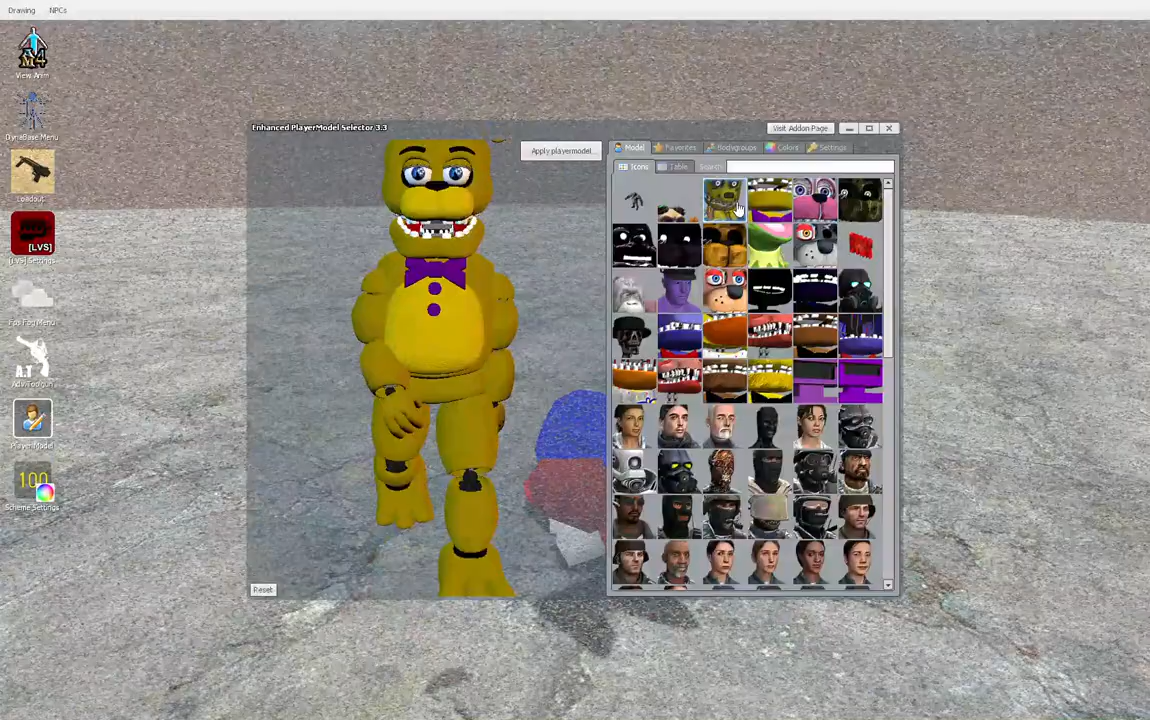 Drawing NPCs
View Anim
DynaBase Menu
Loadout
[LVS]
[LVS] Settings
Fog Menu
A.T
PlayerModel
100
Scheme Settings
Enhanced PlayerModel Selector 3.3
Visit Addon Page
Apply playermodel
Model Favorites Bodygroups Colors Settings
Icons Table Search:
Reset